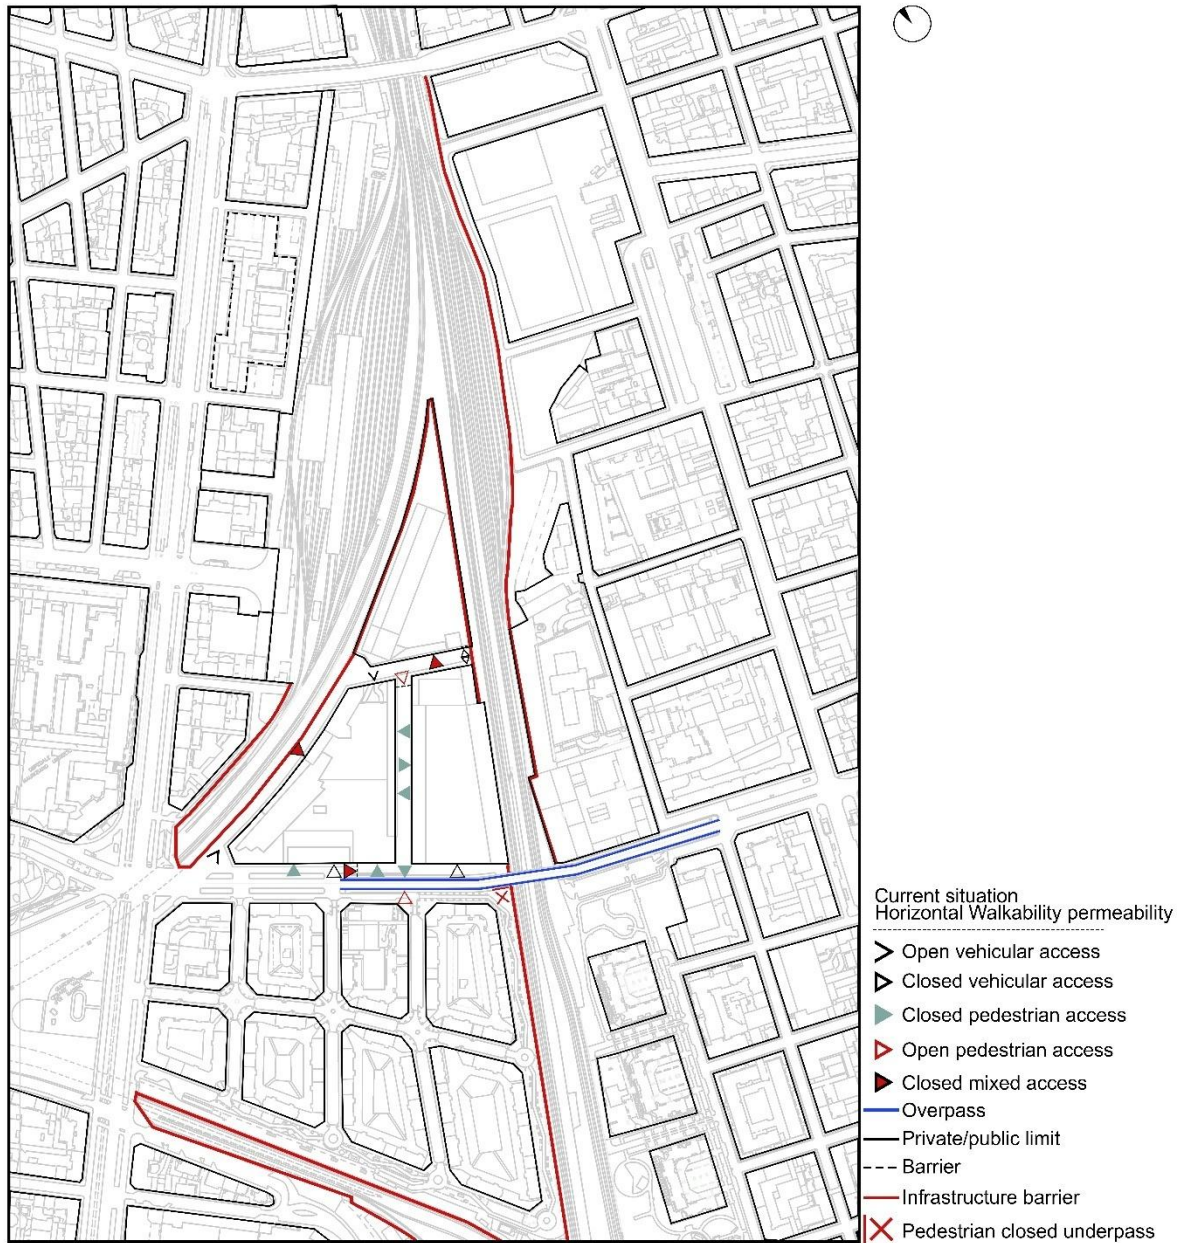 Current situation
Horizontal Walkability permeability
Open vehicular access
Closed vehicular access
Closed pedestrian access
Open pedestrian access
Closed mixed access
Overpass
Private/public limit
Barrier
Infrastructure barrier
Pedestrian closed underpass